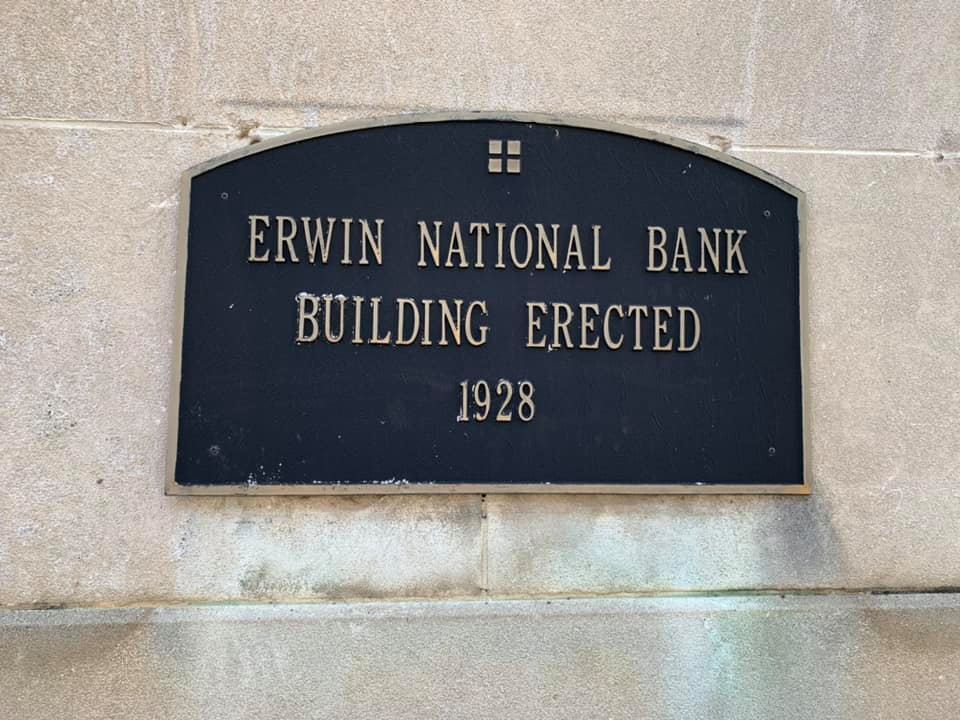 ERWIN NATIONAL BANK
BUILDING ERECTED
1928